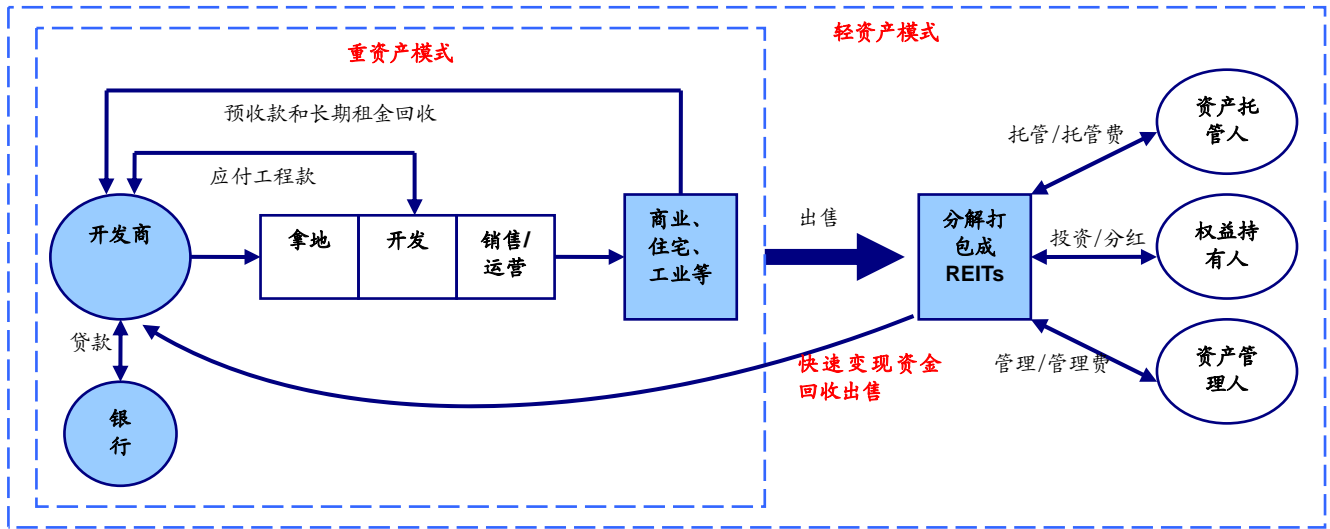 轻资产模式
重资产模式
预收款和长期租金回收
应付工程款
开发商
拿地
开发
销售/
运营
商业、
住宅、
工业等
贷款
银
行
出售
分解打
包成
REITs
快速变现资金
回收出售
托管/托管费
投资/分红
管理/管理费
资产托
管人
权益持
有人
资产管
理人